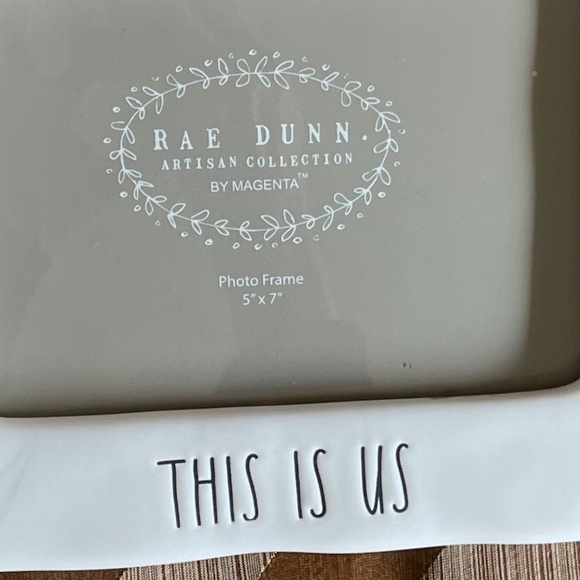 RAE DUNN.
ARTISAN COLLECTION
BY MAGENTA™
Photo Frame
5" x 7"
THIS IS US